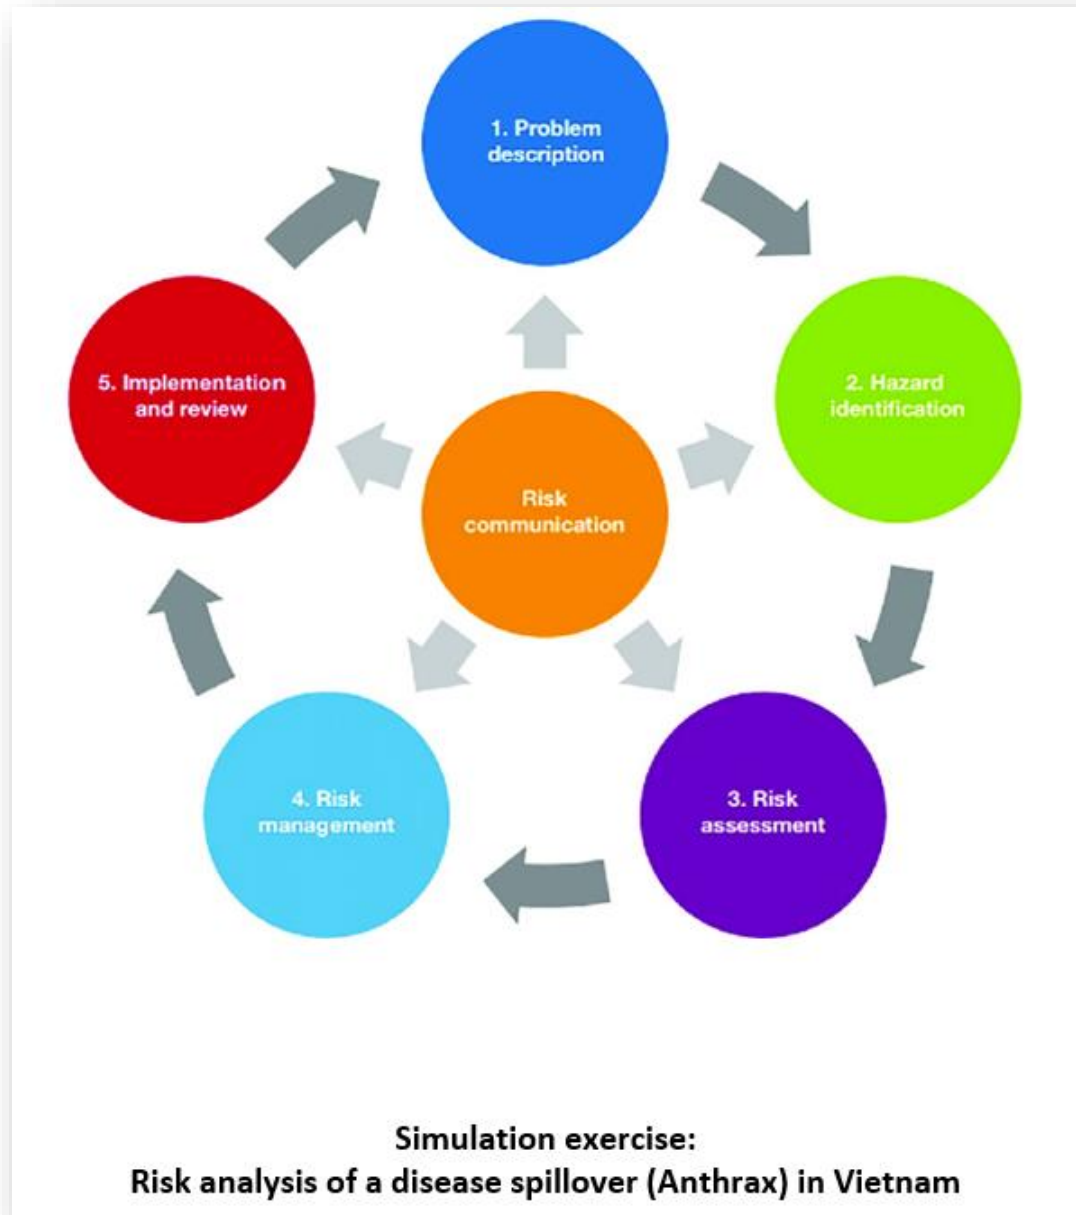 1. Problem
description
2. Hazard
identification
3. Risk
assessment
4. Risk
management
5. Implementation
and review
Risk
communication
Simulation exercise:
Risk analysis of a disease spillover (Anthrax) in Vietnam